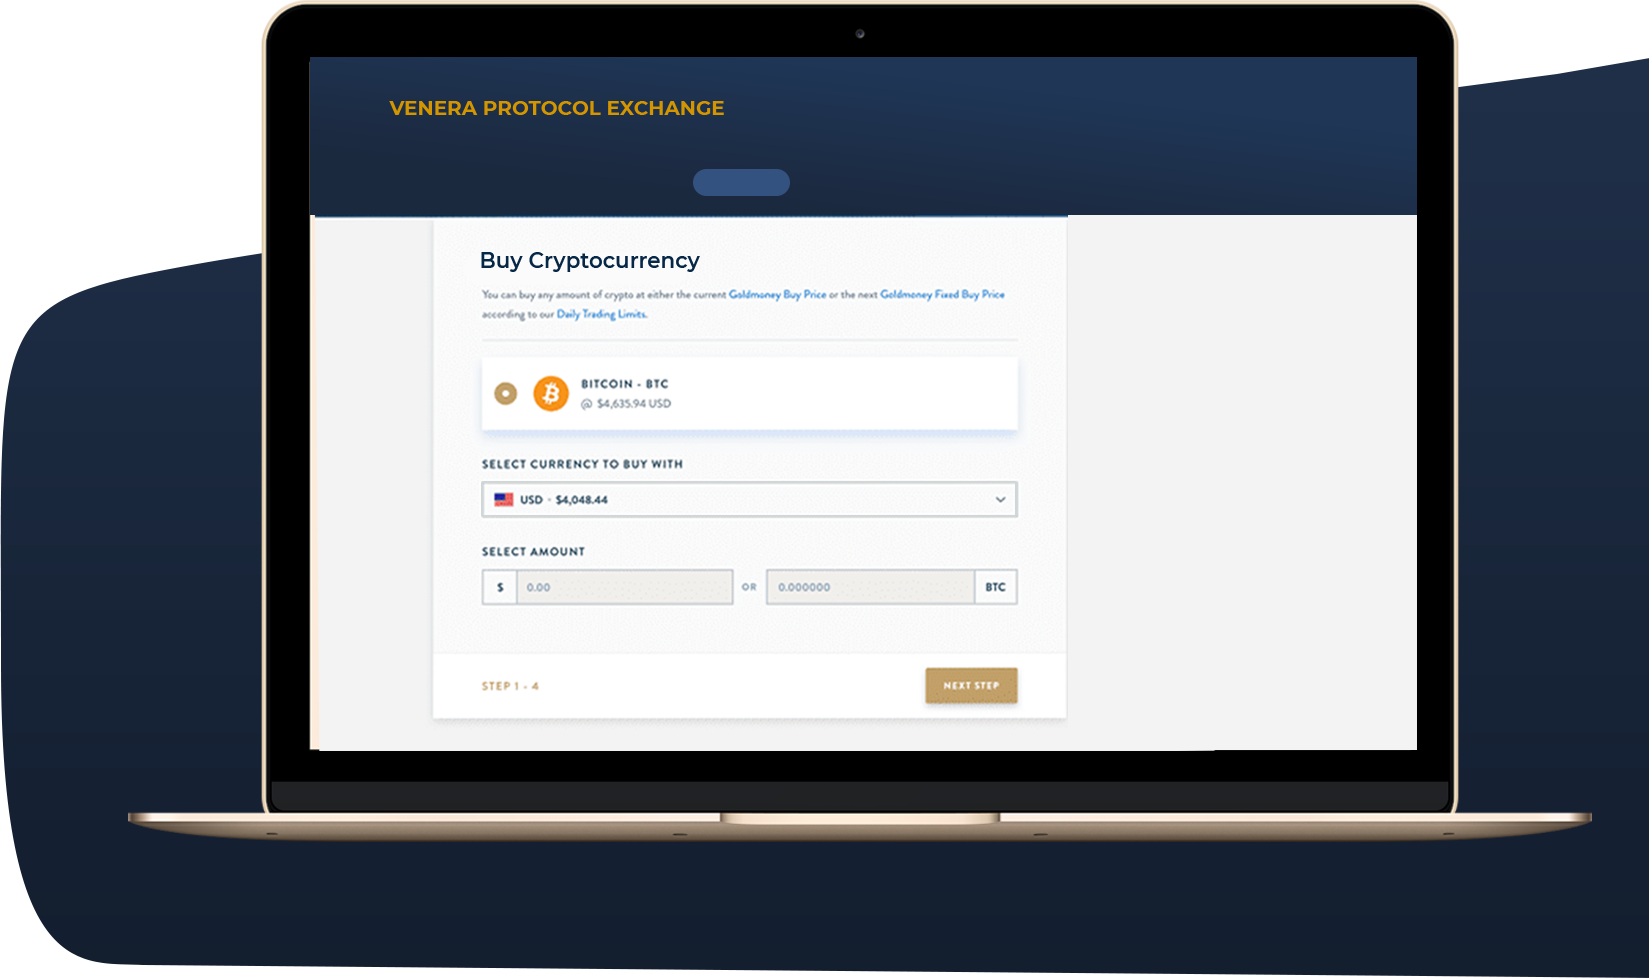 VENERA PROTOCOL EXCHANGE
Buy Cryptocurrency
You can buy any amount of crypto at either the current Goldmoney Buy Price or the next Goldmoney Fixed Buy Price
according to our Daily Trading Limits.
BITCOIN - BTC
@ $4,635.94 USD
SELECT CURRENCY TO BUY WITH
USD - $4,048.44
SELECT AMOUNT
$ 0.00 OR 0.000000 BTC
STEP 1 - 4 NEXT STEP